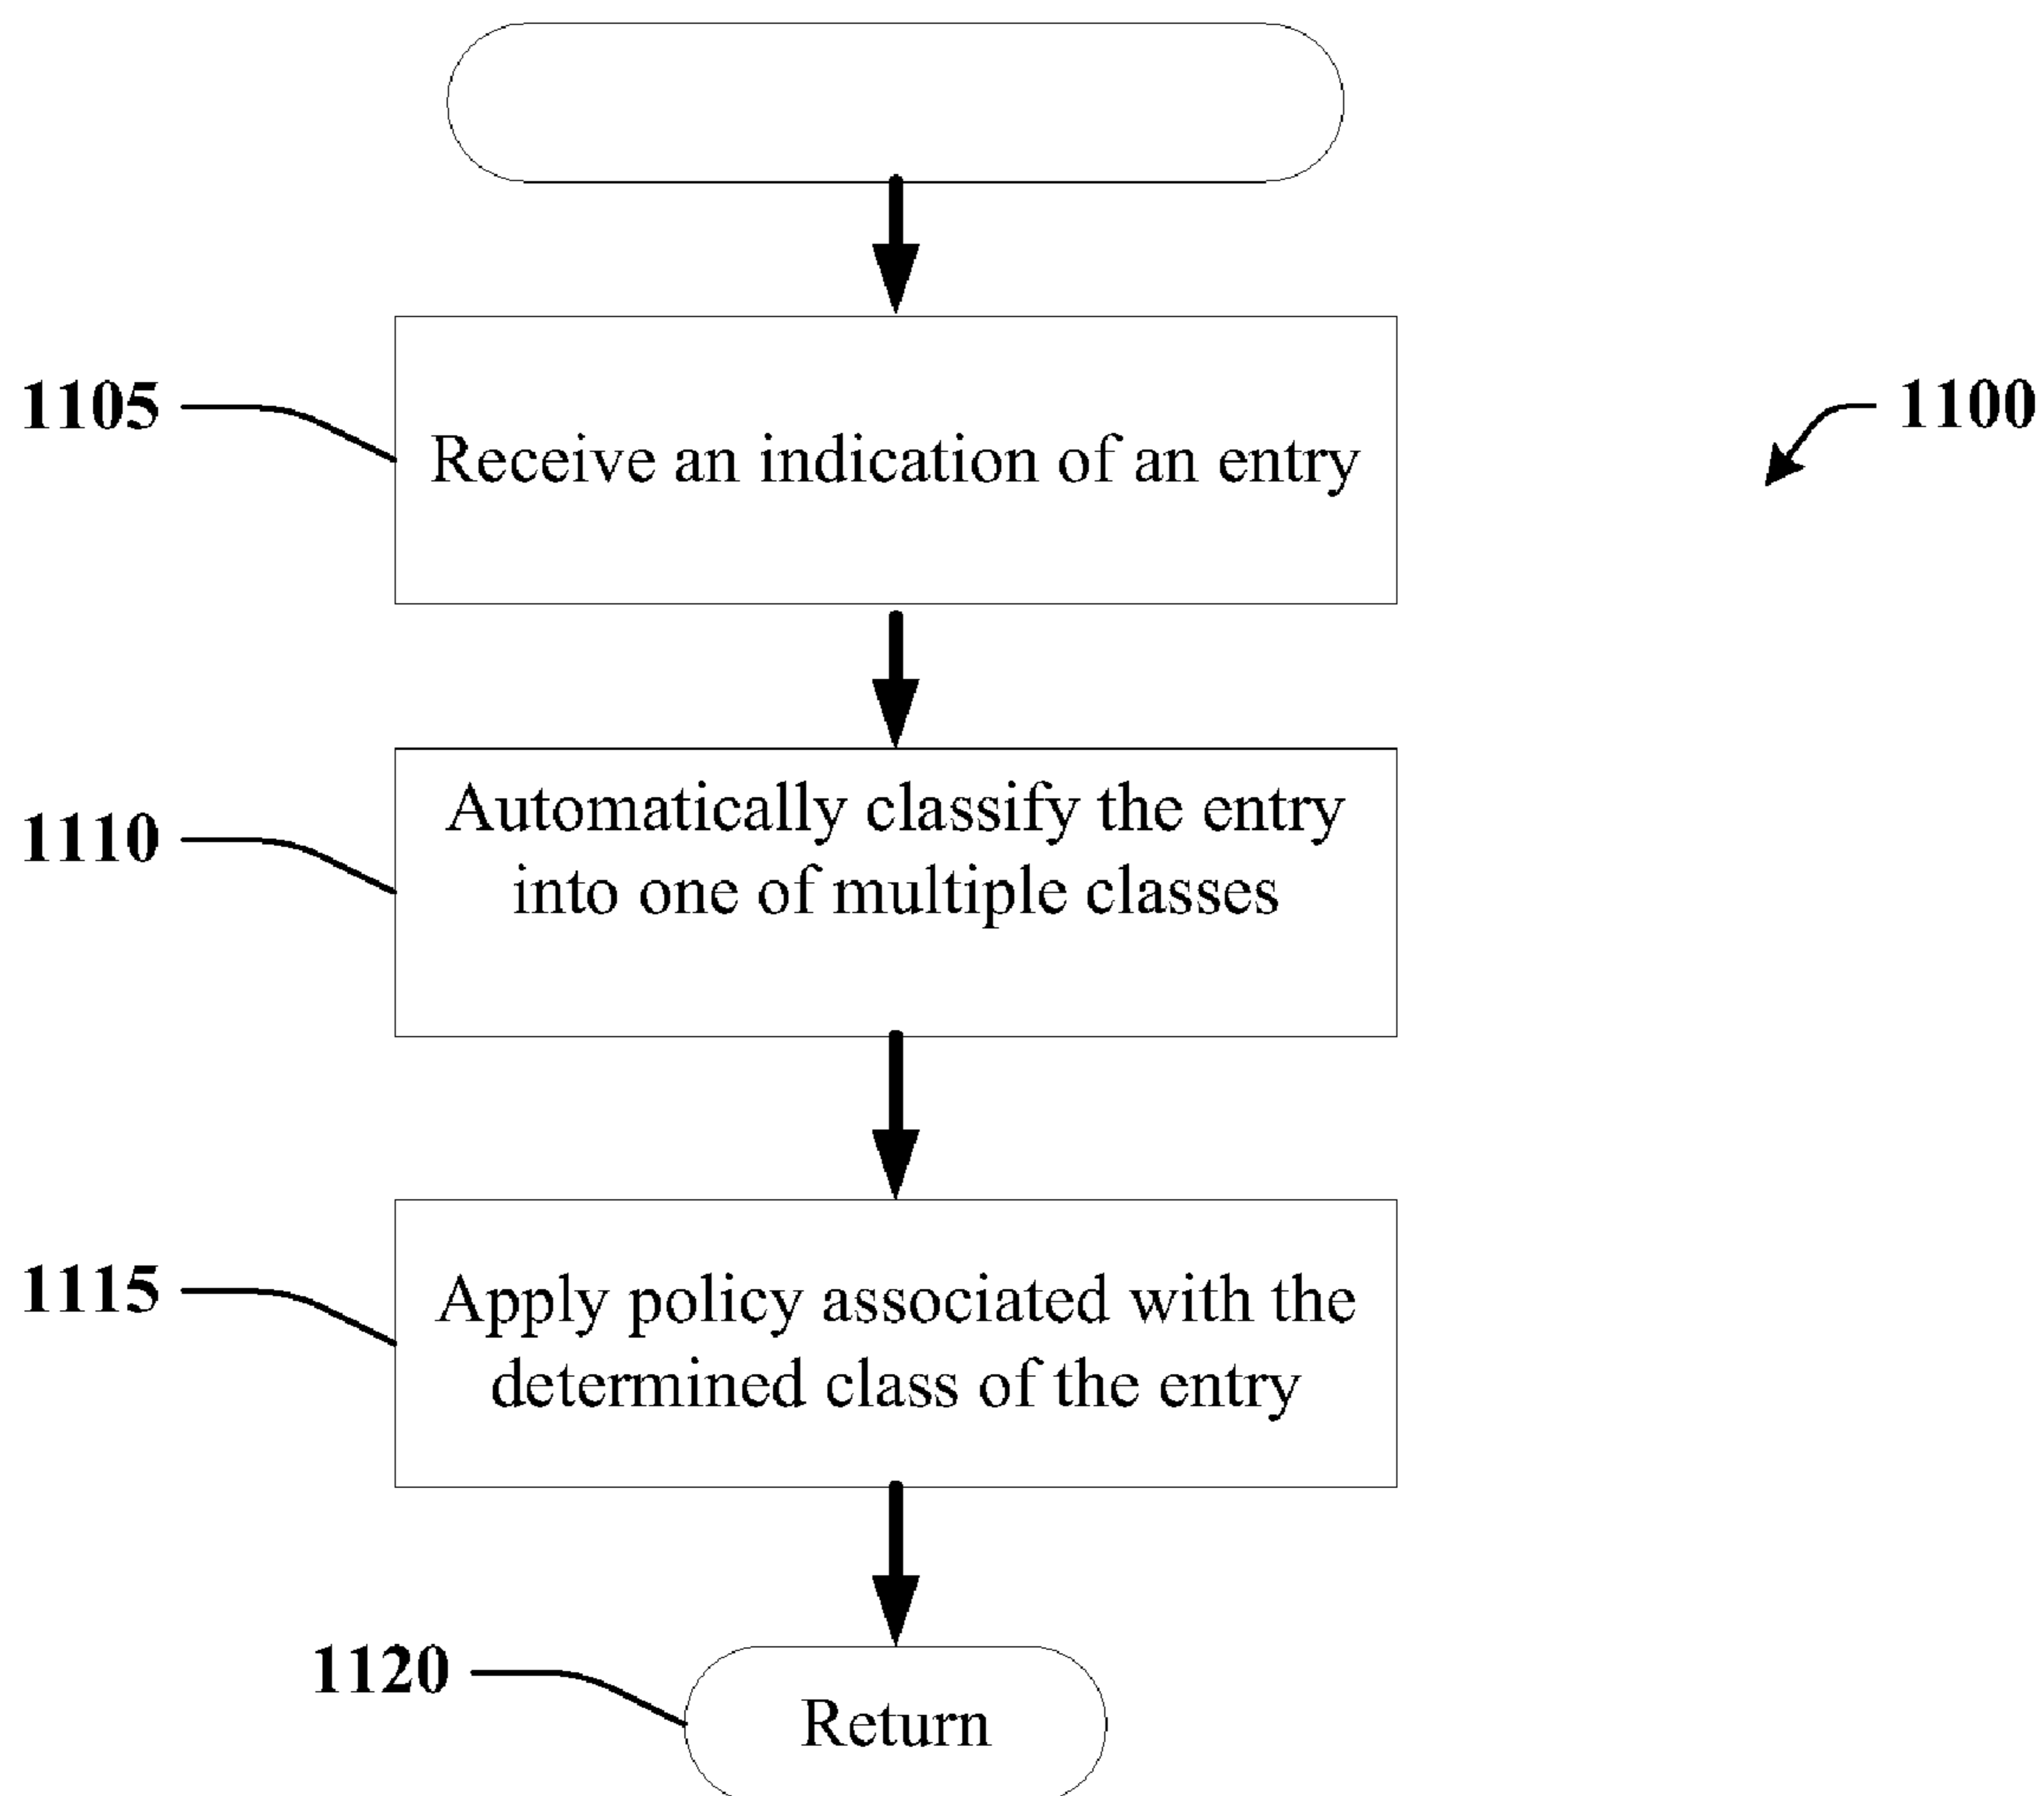 1105
Receive an indication of an entry
1100
1110
Automatically classify the entry
into one of multiple classes
1115
Apply policy associated with the
determined class of the entry
1120
Return